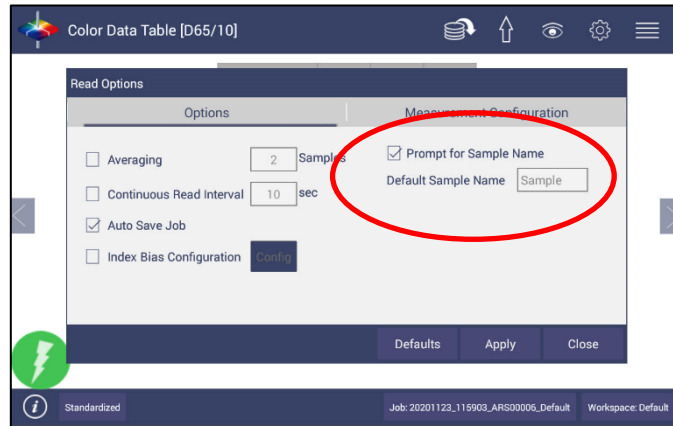 Color Data Table [D65/10]
Read Options
Options
Measurement Configuration
Averaging 2 Samples
Continuous Read Interval 10 sec
Auto Save Job
Index Bias Configuration Config
Prompt for Sample Name
Default Sample Name Sample
Defaults Apply Close
i Standardized Job: 20201123_115903_ARS00006_Default Workspace: Default